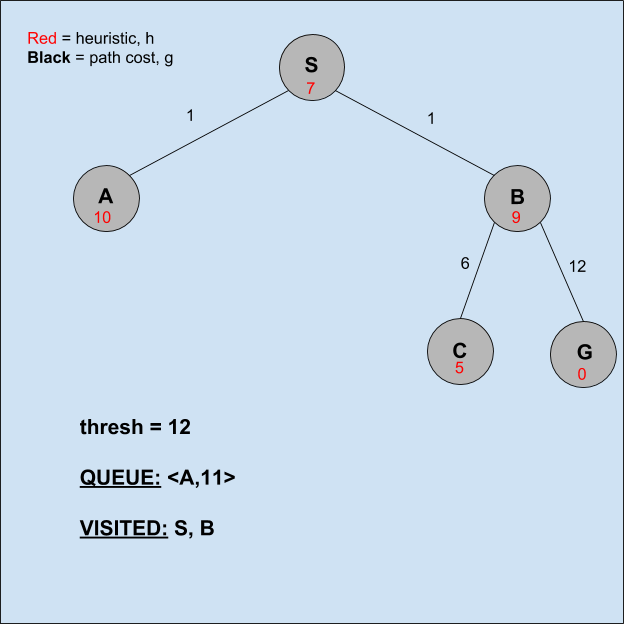 Red = heuristic, h
Black = path cost, g
S
7
1
1
A
10
B
9
6
12
C
5
G
0
thresh = 12
QUEUE: <A,11>
VISITED: S, B